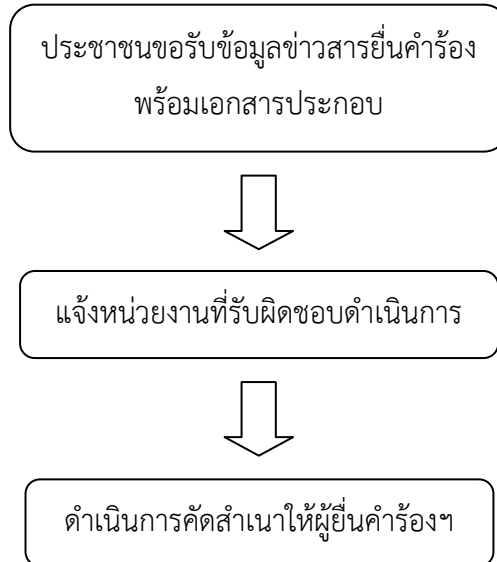 ประชาชนขอรับข้อมูลข่าวสารยื่นคำร้อง
พร้อมเอกสารประกอบ
แจ้งหน่วยงานที่รับผิดชอบดำเนินการ
ดำเนินการคัดสำเนาให้ผู้ยื่นคำร้องฯ